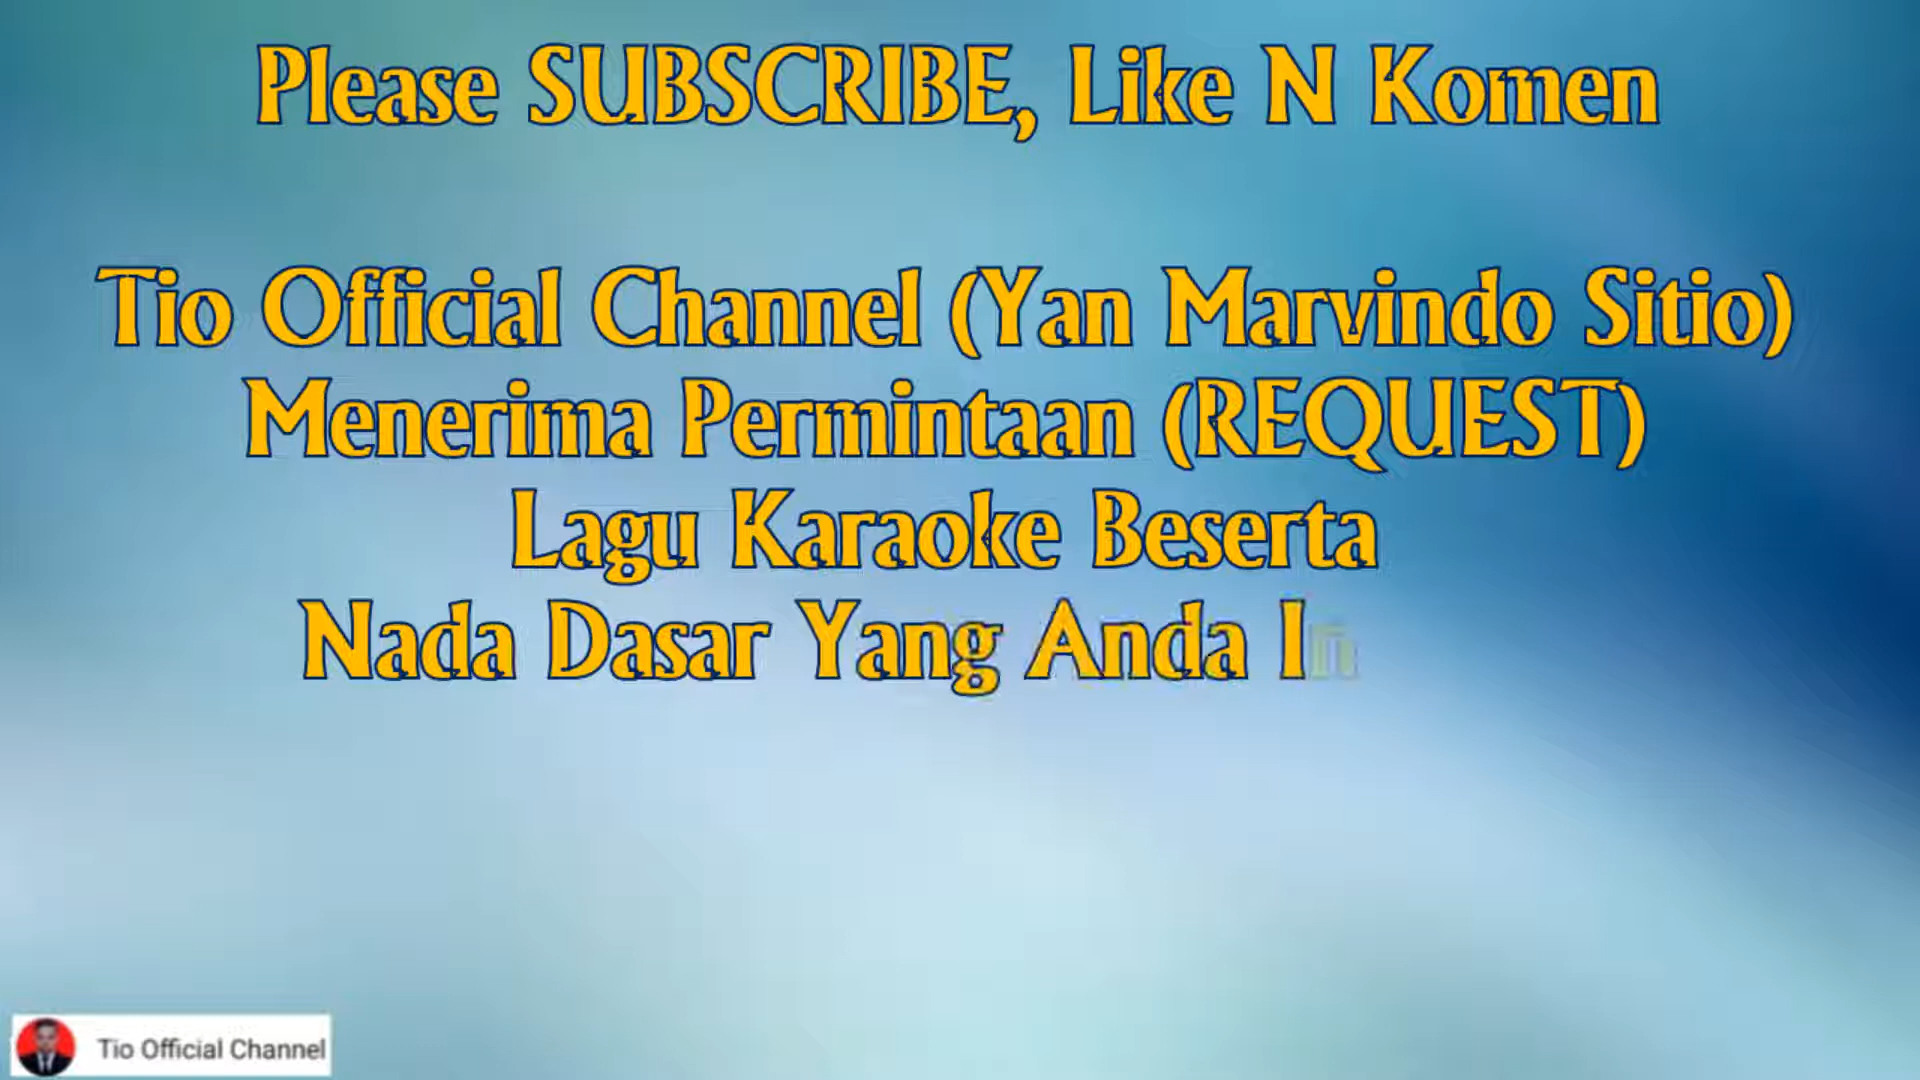 Please SUBSCRIBE, Like N Komen
Tio Official Channel (Yan Marvindo Sitio)
Menerima Permintaan (REQUEST)
Lagu Karaoke Beserta
Nada Dasar Yang Anda In
Tio Official Channel